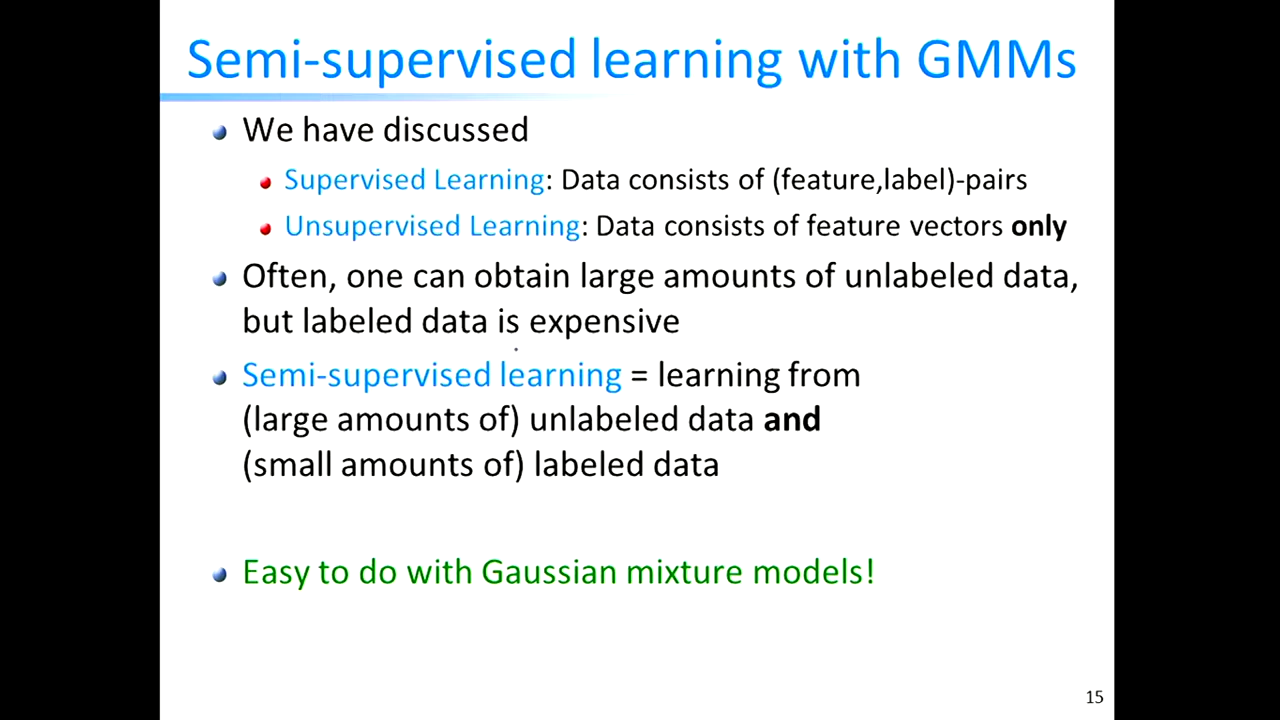 Semi-supervised learning with GMMs
We have discussed
Supervised Learning: Data consists of (feature,label)-pairs
Unsupervised Learning: Data consists of feature vectors only
Often, one can obtain large amounts of unlabeled data,
but labeled data is expensive
Semi-supervised learning = learning from
(large amounts of) unlabeled data and
(small amounts of) labeled data
Easy to do with Gaussian mixture models!
15